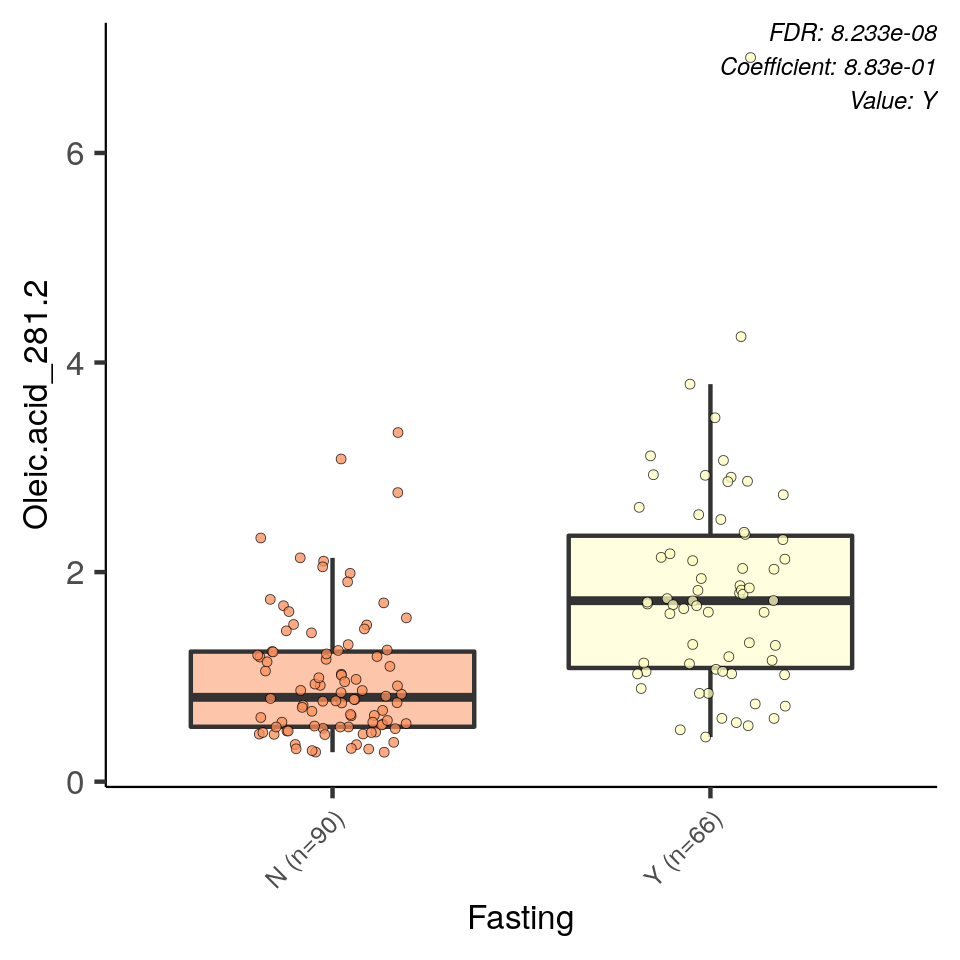 FDR: 8.233e-08
Coefficient: 8.83e-01
Value: Y
Oleic.acid_281.2
6
4
2
0
N (n=90)
Y (n=66)
Fasting